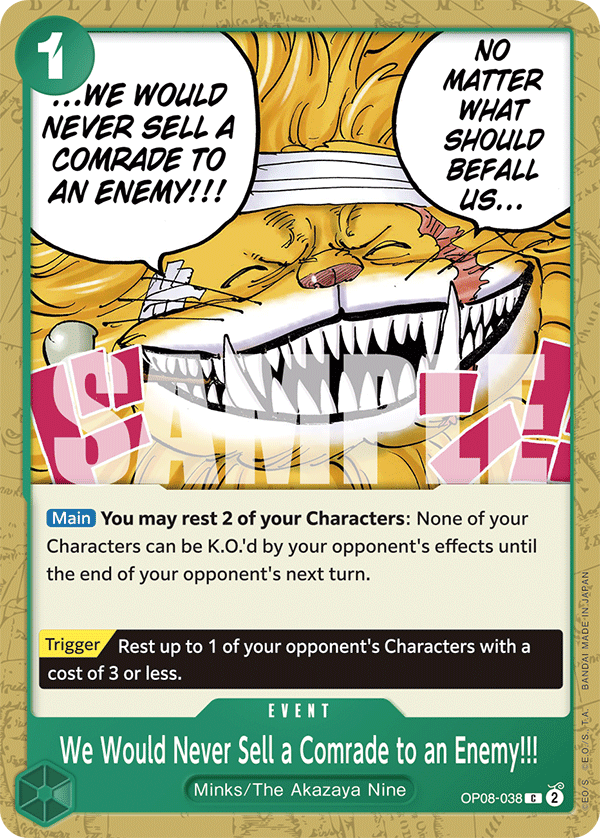 1
NO
MATTER
WHAT
SHOULD
BEFALL
US...
...WE WOULD
NEVER SELL A
COMRADE TO
AN ENEMY!!!
SAMPLE
Main You may rest 2 of your Characters: None of your
Characters can be K.O.'d by your opponent's effects until
the end of your opponent's next turn.
Trigger Rest up to 1 of your opponent's Characters with a
cost of 3 or less.
EVENT
We Would Never Sell a Comrade to an Enemy!!!
Minks/The Akazaya Nine
OP08-038 C 2
BANDAI MADE IN JAPAN